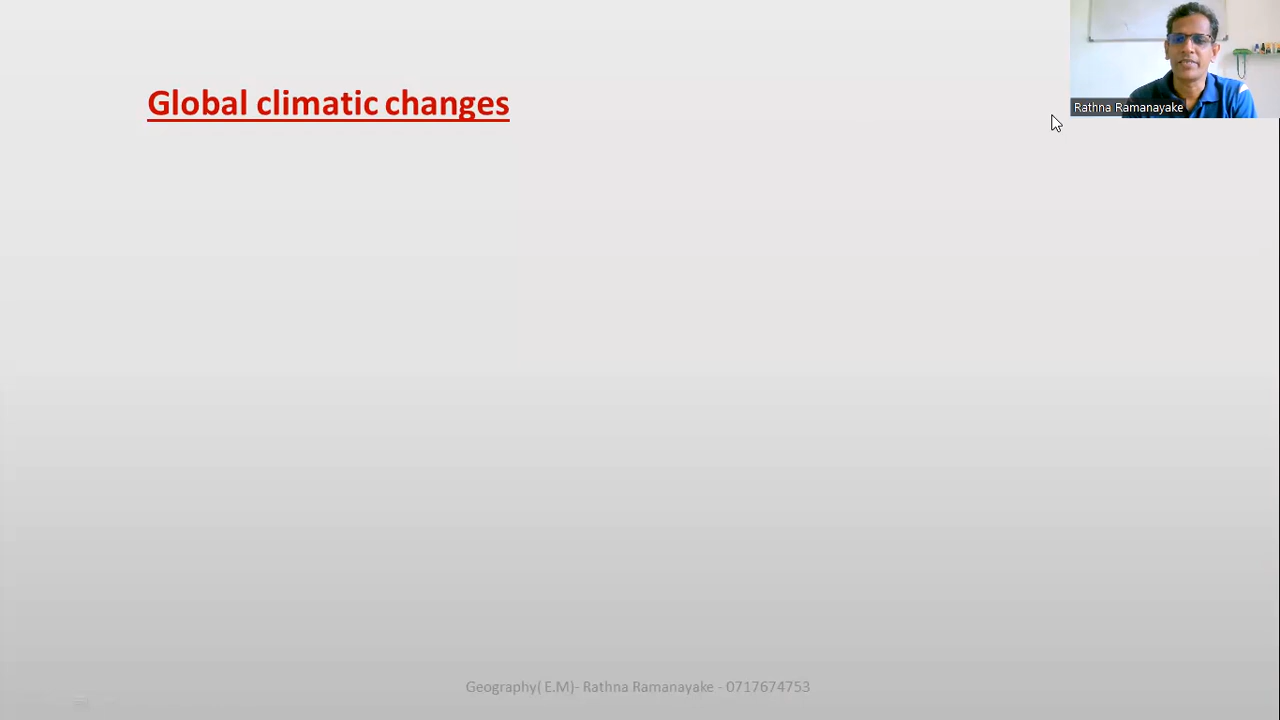 Global climatic changes
Rathna Ramanayake
Geography( E.M)- Rathna Ramanayake - 0717674753